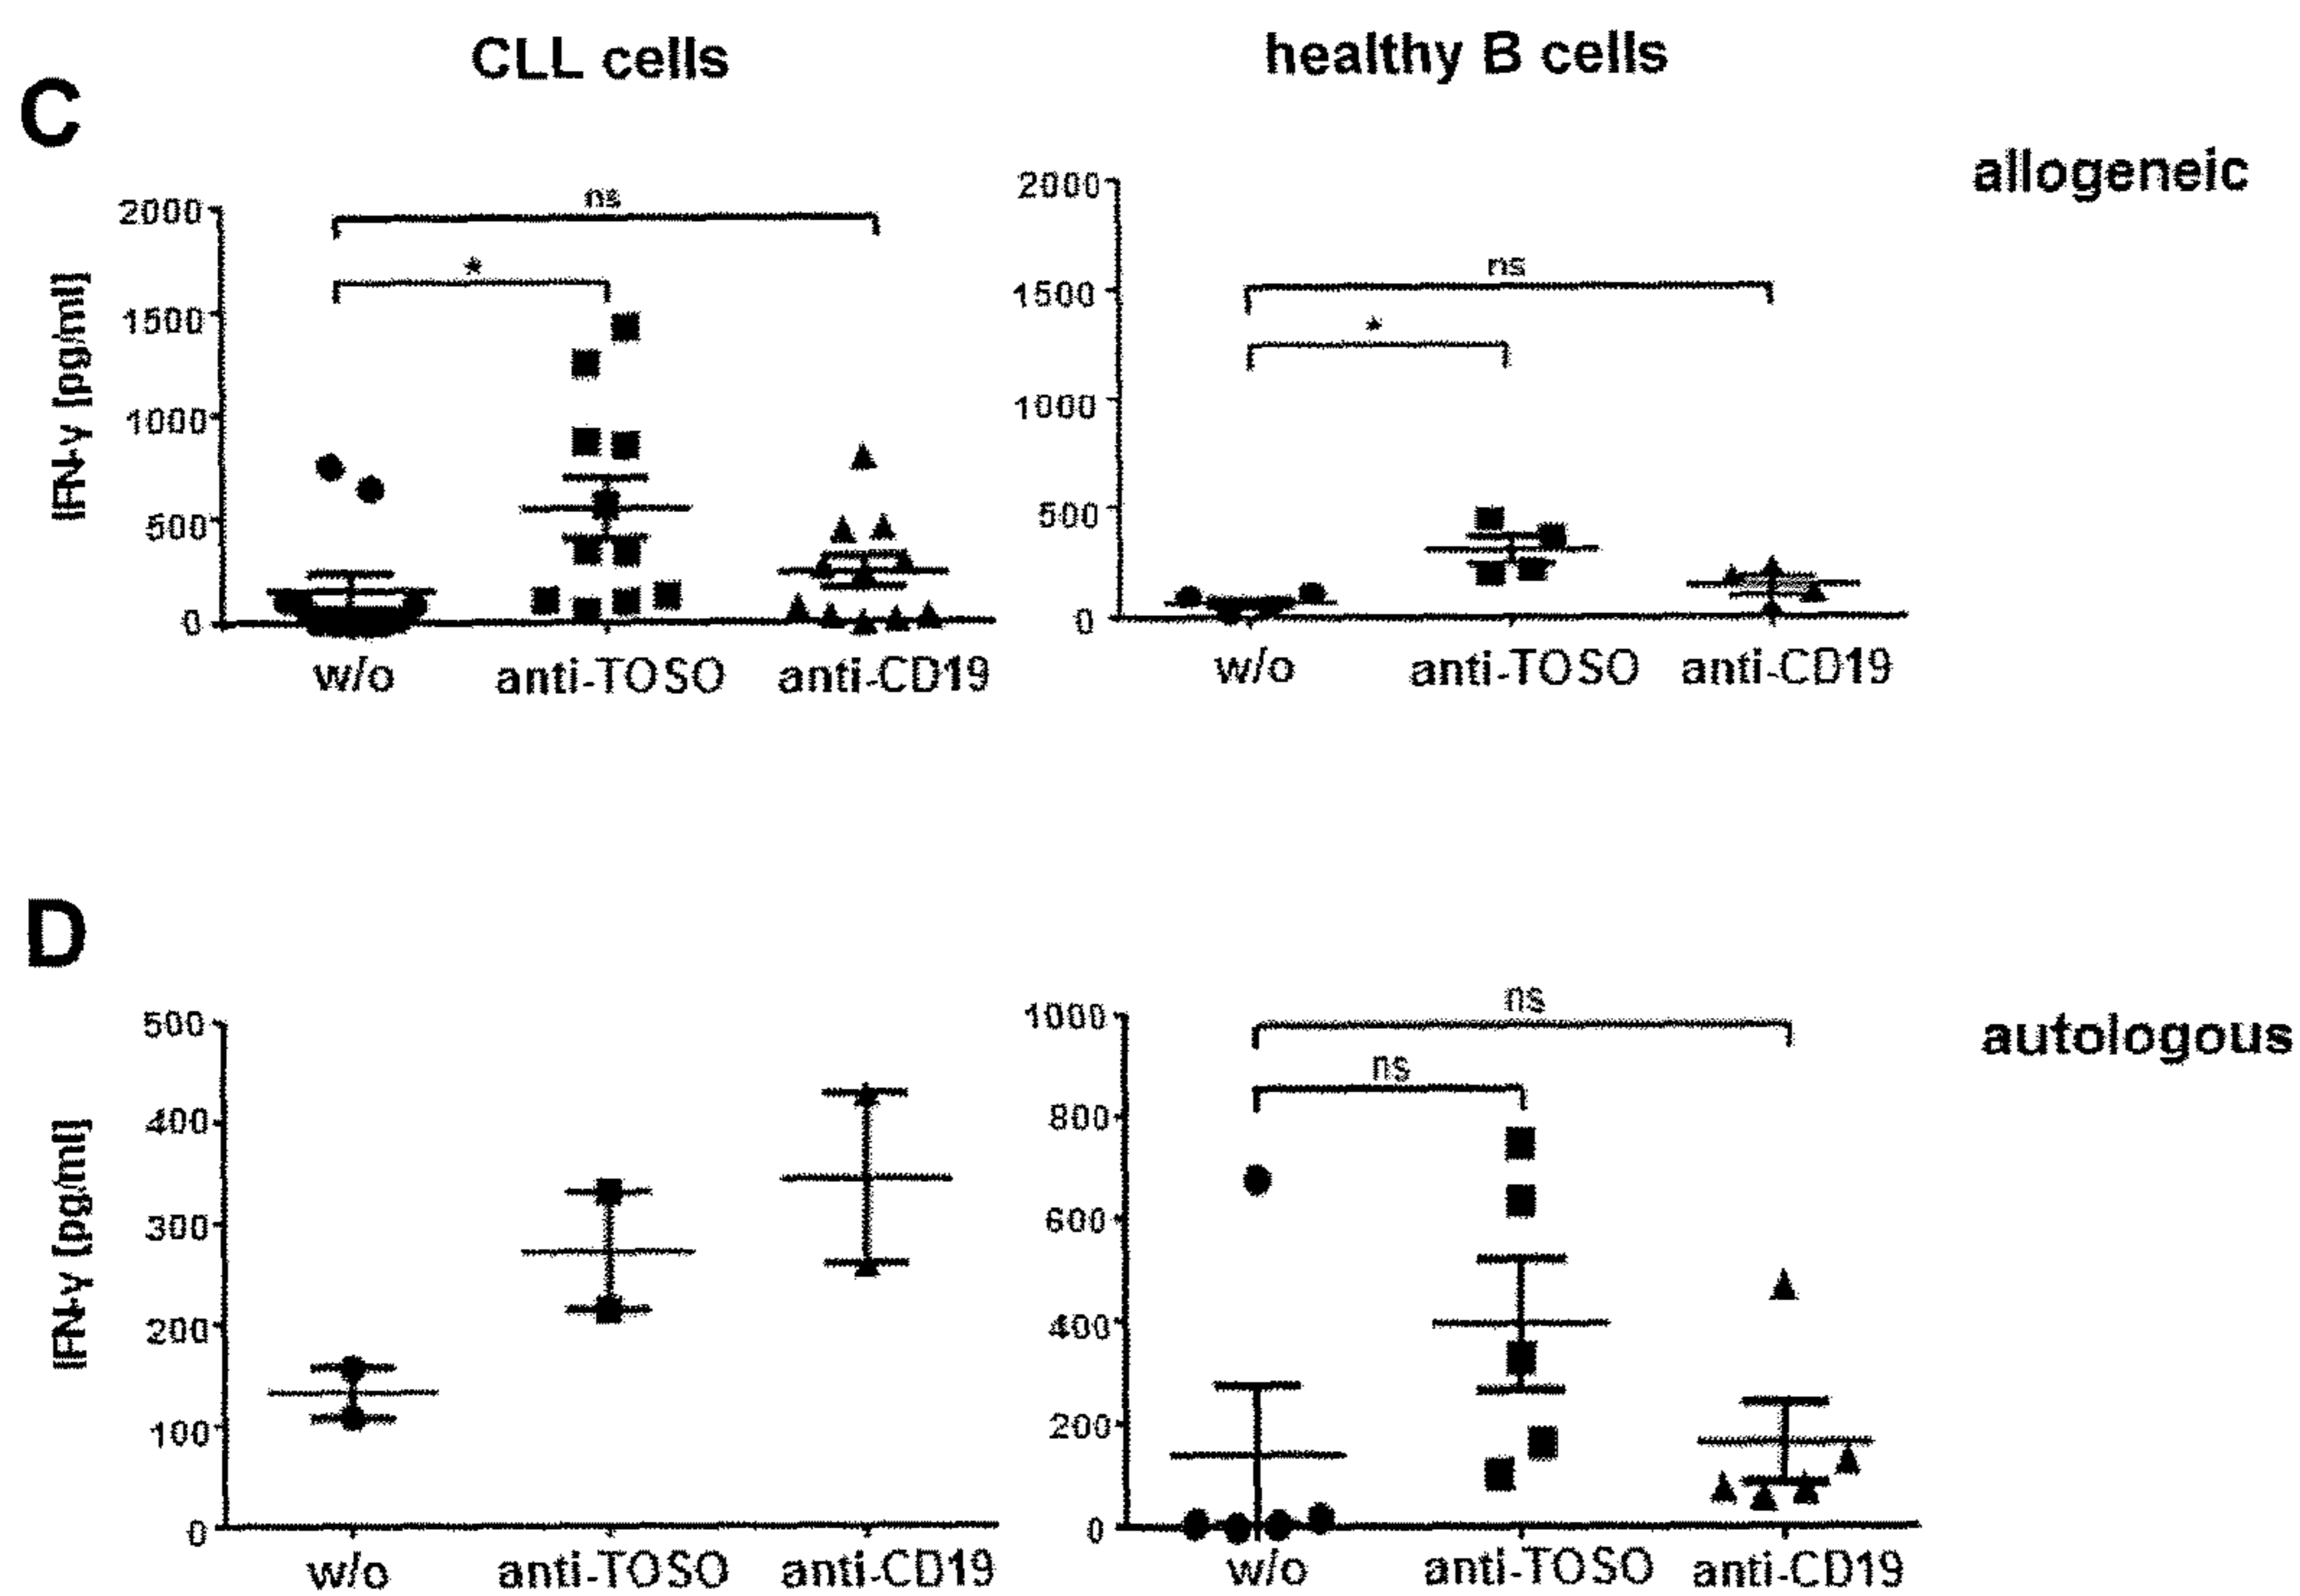 CLL cells
healthy B cells
C
allogeneic
IFN-γ [pg/ml]
2000
1500
1000
500
0
ns
*
w/o
anti-TOSO
anti-CD19
2000
1500
1000
500
0
ns
*
w/o
anti-TOSO
anti-CD19
D
autologous
IFN-γ [pg/ml]
500
400
300
200
100
0
w/o
anti-TOSO
anti-CD19
1000
800
600
400
200
0
ns
ns
w/o
anti-TOSO
anti-CD19